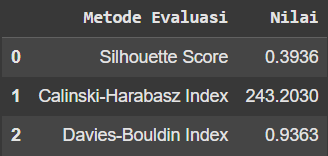 Metode Evaluasi Nilai
0 Silhouette Score 0.3936
1 Calinski-Harabasz Index 243.2030
2 Davies-Bouldin Index 0.9363